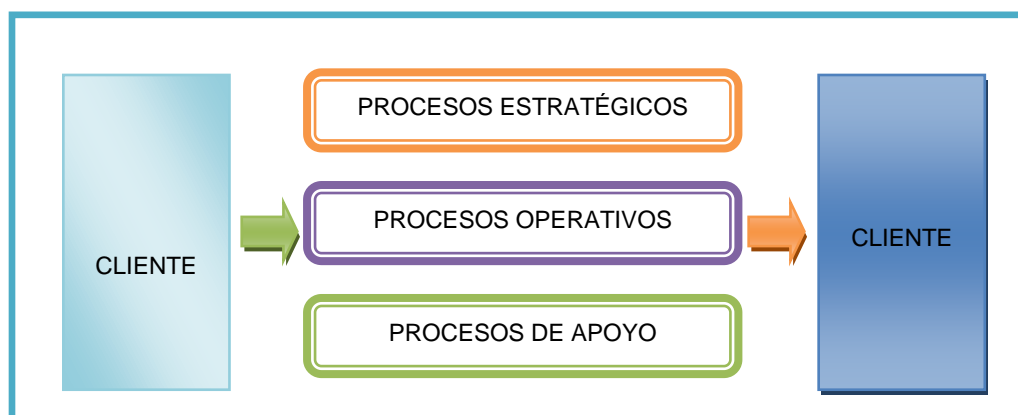 PROCESOS ESTRATÉGICOS
CLIENTE
PROCESOS OPERATIVOS
CLIENTE
PROCESOS DE APOYO